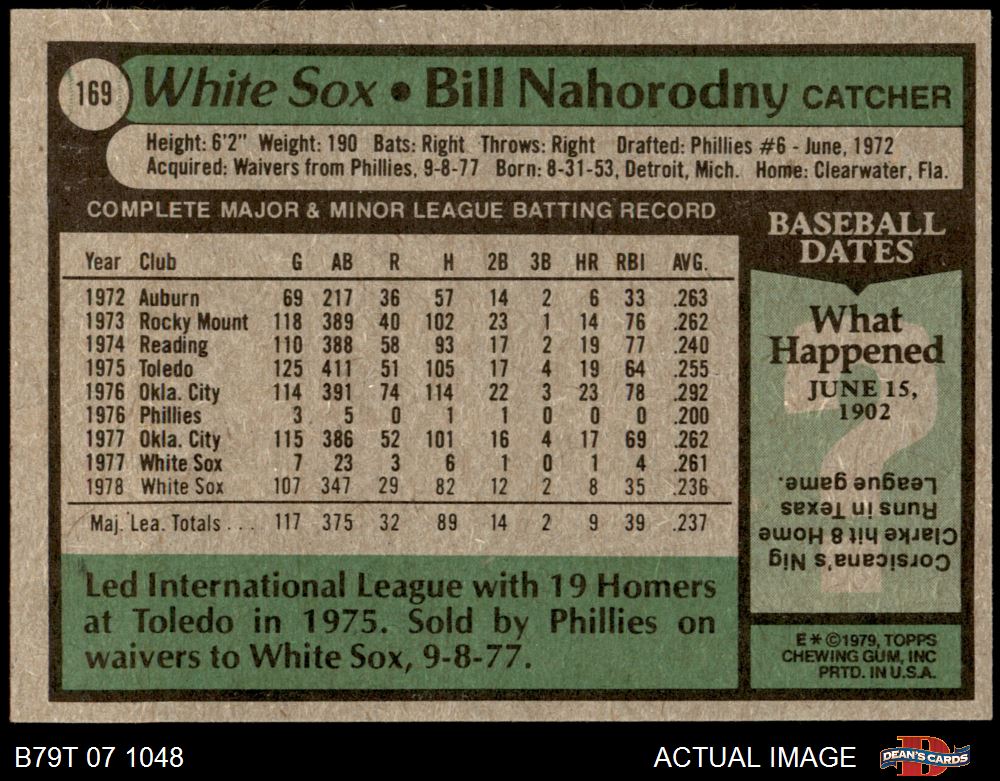 169 White Sox • Bill Nahorodny CATCHER
Height: 6'2" Weight: 190 Bats: Right Throws: Right Drafted: Phillies #6 - June, 1972
Acquired: Waivers from Phillies, 9-8-77 Born: 8-31-53, Detroit, Mich. Home: Clearwater, Fla.
COMPLETE MAJOR & MINOR LEAGUE BATTING RECORD
Year Club G AB R H 2B 3B HR RBI AVG.
1972 Auburn 69 217 36 57 14 2 6 33 .263
1973 Rocky Mount 118 389 40 102 23 1 14 76 .262
1974 Reading 110 388 58 93 17 2 19 77 .240
1975 Toledo 125 411 51 105 17 4 19 64 .255
1976 Okla. City 114 391 74 114 22 3 23 78 .292
1976 Phillies 3 5 0 1 1 0 0 0 .200
1977 Okla. City 115 386 52 101 16 4 17 69 .262
1977 White Sox 7 23 3 6 1 0 1 4 .261
1978 White Sox 107 347 29 82 12 2 8 35 .236
Maj. Lea. Totals . . . 117 375 32 89 14 2 9 39 .237
Led International League with 19 Homers
at Toledo in 1975. Sold by Phillies on
waivers to White Sox, 9-8-77.
BASEBALL
DATES
What
Happened
JUNE 15,
1902
Corsicana's Nig
Clarke hit 8 Home
Runs in Texas
League game.
E*©1979, TOPPS
CHEWING GUM, INC
PRTD. IN U.S.A.
B79T 07 1048 ACTUAL IMAGE DEAN'S CARDS